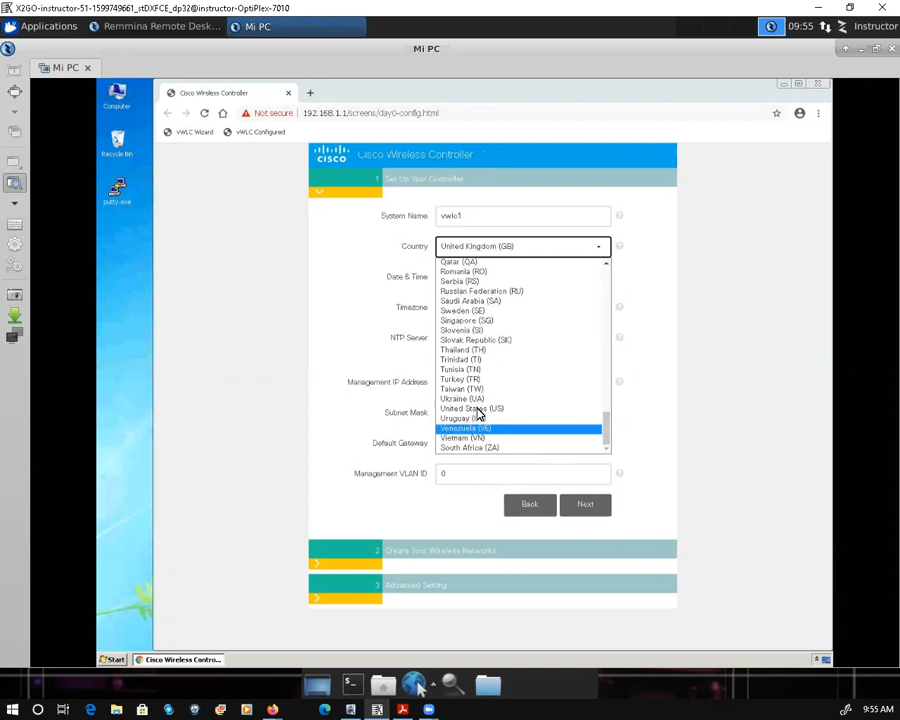 X2GO-instructor-51-1599749661_stDXFCE_dp32@instructor-OptiPlex-7010
Applications
Remmina Remote Desk...
Mi PC
09:55
Instructor
Mi PC
Mi PC
Computer
Recycle Bin
putty.exe
Cisco Wireless Controller
Not secure
192.168.1.1/screens/day0-config.html
vWLC Wizard
vWLC Configured
CISCO
Cisco Wireless Controller
1 Set Up Your Controller
System Name
vwlc1
Country
United Kingdom (GB)
Qatar (QA)
Romania (RO)
Serbia (RS)
Date & Time
Russian Federation (RU)
Saudi Arabia (SA)
Timezone
Sweden (SE)
Singapore (SG)
Slovenia (SI)
NTP Server
Slovak Republic (SK)
Thailand (TH)
Trinidad (TI)
Tunisia (TN)
Management IP Address
Turkey (TR)
Taiwan (TW)
Ukraine (UA)
Subnet Mask
United States (US)
Uruguay
Venezuela (VE)
Default Gateway
Vietnam (VN)
South Africa (ZA)
Management VLAN ID
0
Back
Next
2 Create Your Wireless Networks
3 Advanced Setting
Start
Cisco Wireless Contro...
9:55 AM